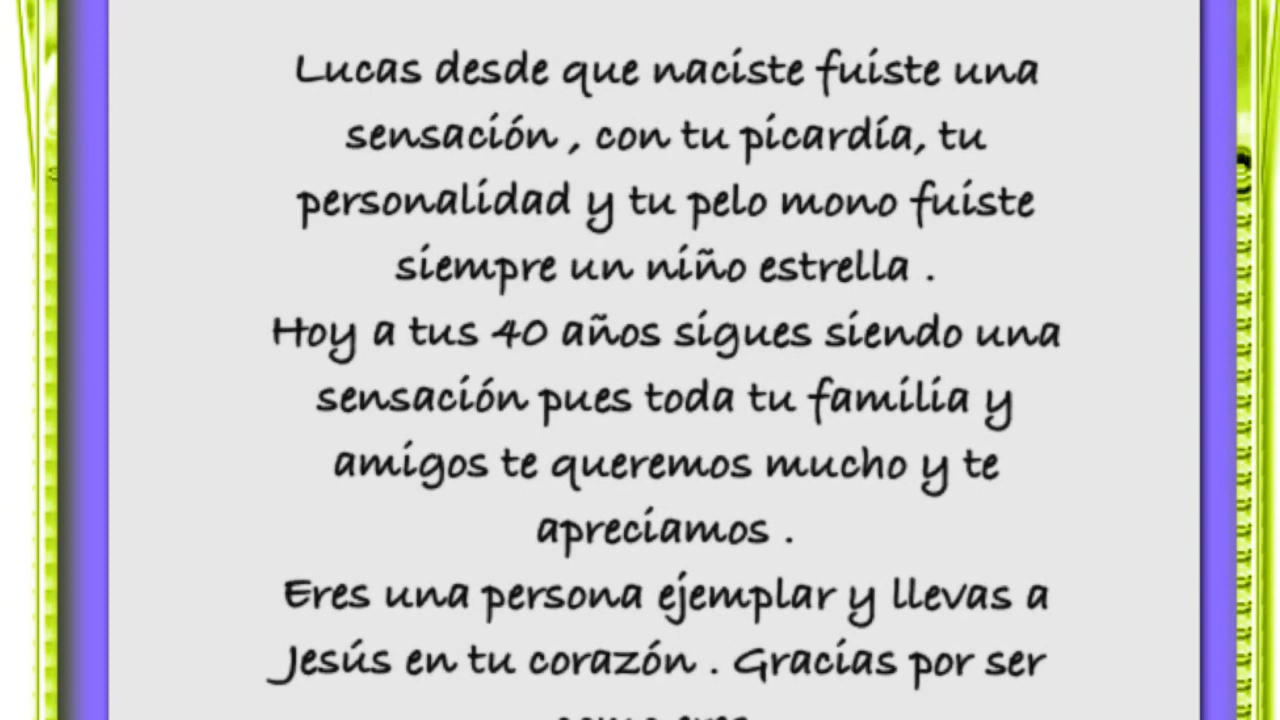 Lucas desde que naciste fuiste una
sensación , con tu picardía, tu
personalidad y tu pelo mono fuiste
siempre un niño estrella .
Hoy a tus 40 años sigues siendo una
sensación pues toda tu familia y
amigos te queremos mucho y te
apreciamos .
Eres una persona ejemplar y llevas a
Jesús en tu corazón . Gracias por ser